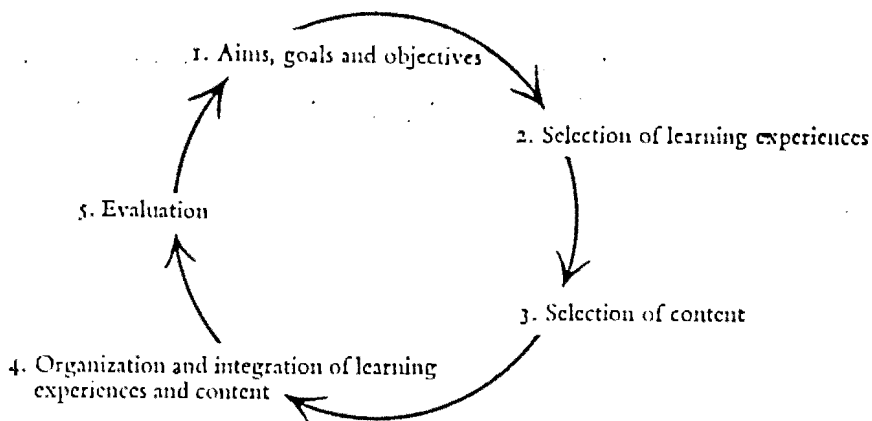 1. Aims, goals and objectives
2. Selection of learning experiences
3. Selection of content
4. Organization and integration of learning
experiences and content
5. Evaluation